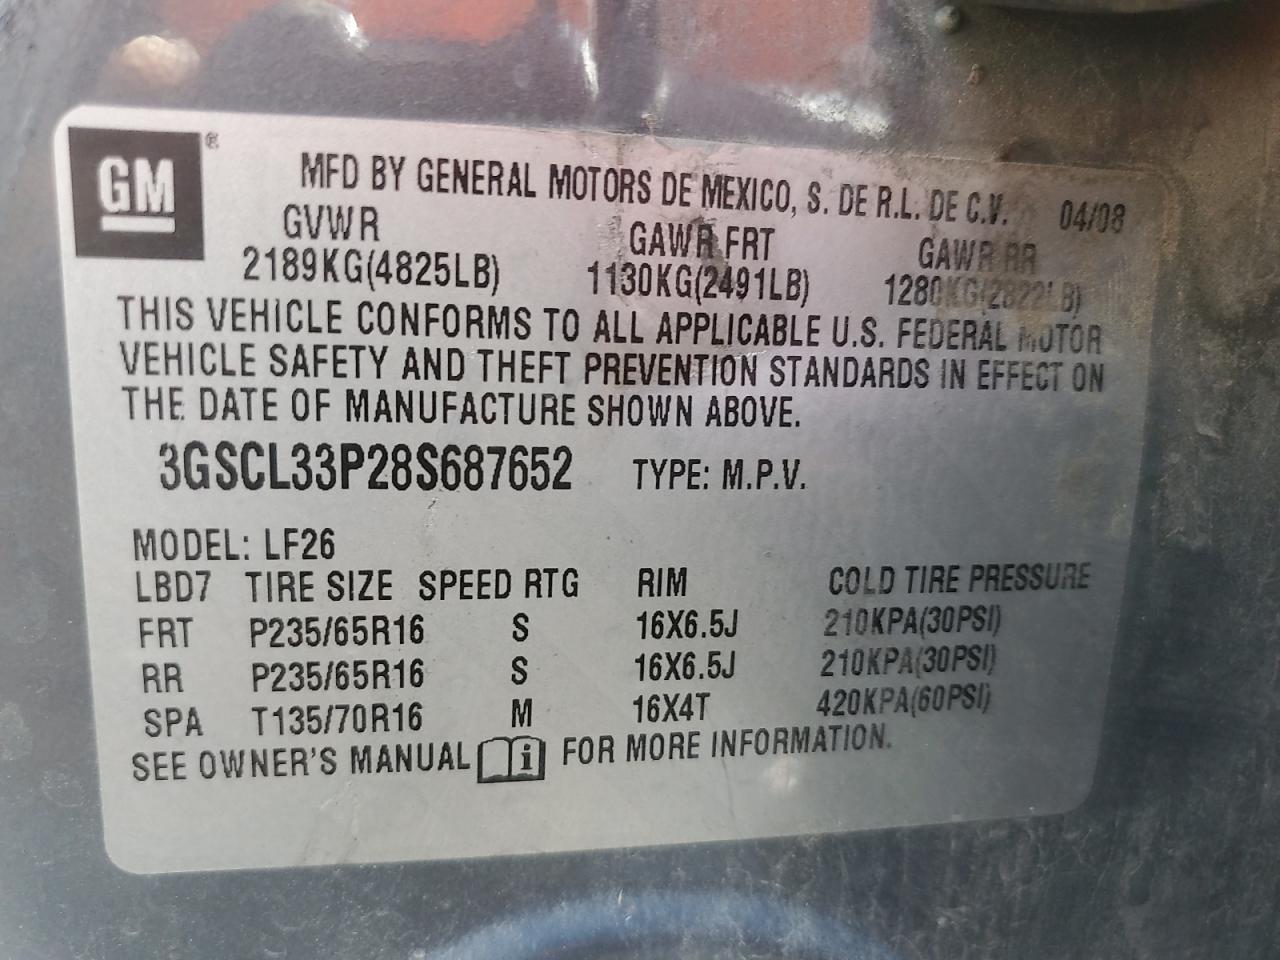 GM ®
MFD BY GENERAL MOTORS DE MEXICO, S. DE R.L. DE C.V. 04/08
GVWR GAWR FRT GAWR RR
2189KG(4825LB) 1130KG(2491LB) 1280KG(2822LB)
THIS VEHICLE CONFORMS TO ALL APPLICABLE U.S. FEDERAL MOTOR
VEHICLE SAFETY AND THEFT PREVENTION STANDARDS IN EFFECT ON
THE DATE OF MANUFACTURE SHOWN ABOVE.
3GSCL33P28S687652 TYPE: M.P.V.
MODEL: LF26
LBD7 TIRE SIZE SPEED RTG RIM COLD TIRE PRESSURE
FRT P235/65R16 S 16X6.5J 210KPA(30PSI)
RR P235/65R16 S 16X6.5J 210KPA(30PSI)
SPA T135/70R16 M 16X4T 420KPA(60PSI)
SEE OWNER'S MANUAL i FOR MORE INFORMATION.